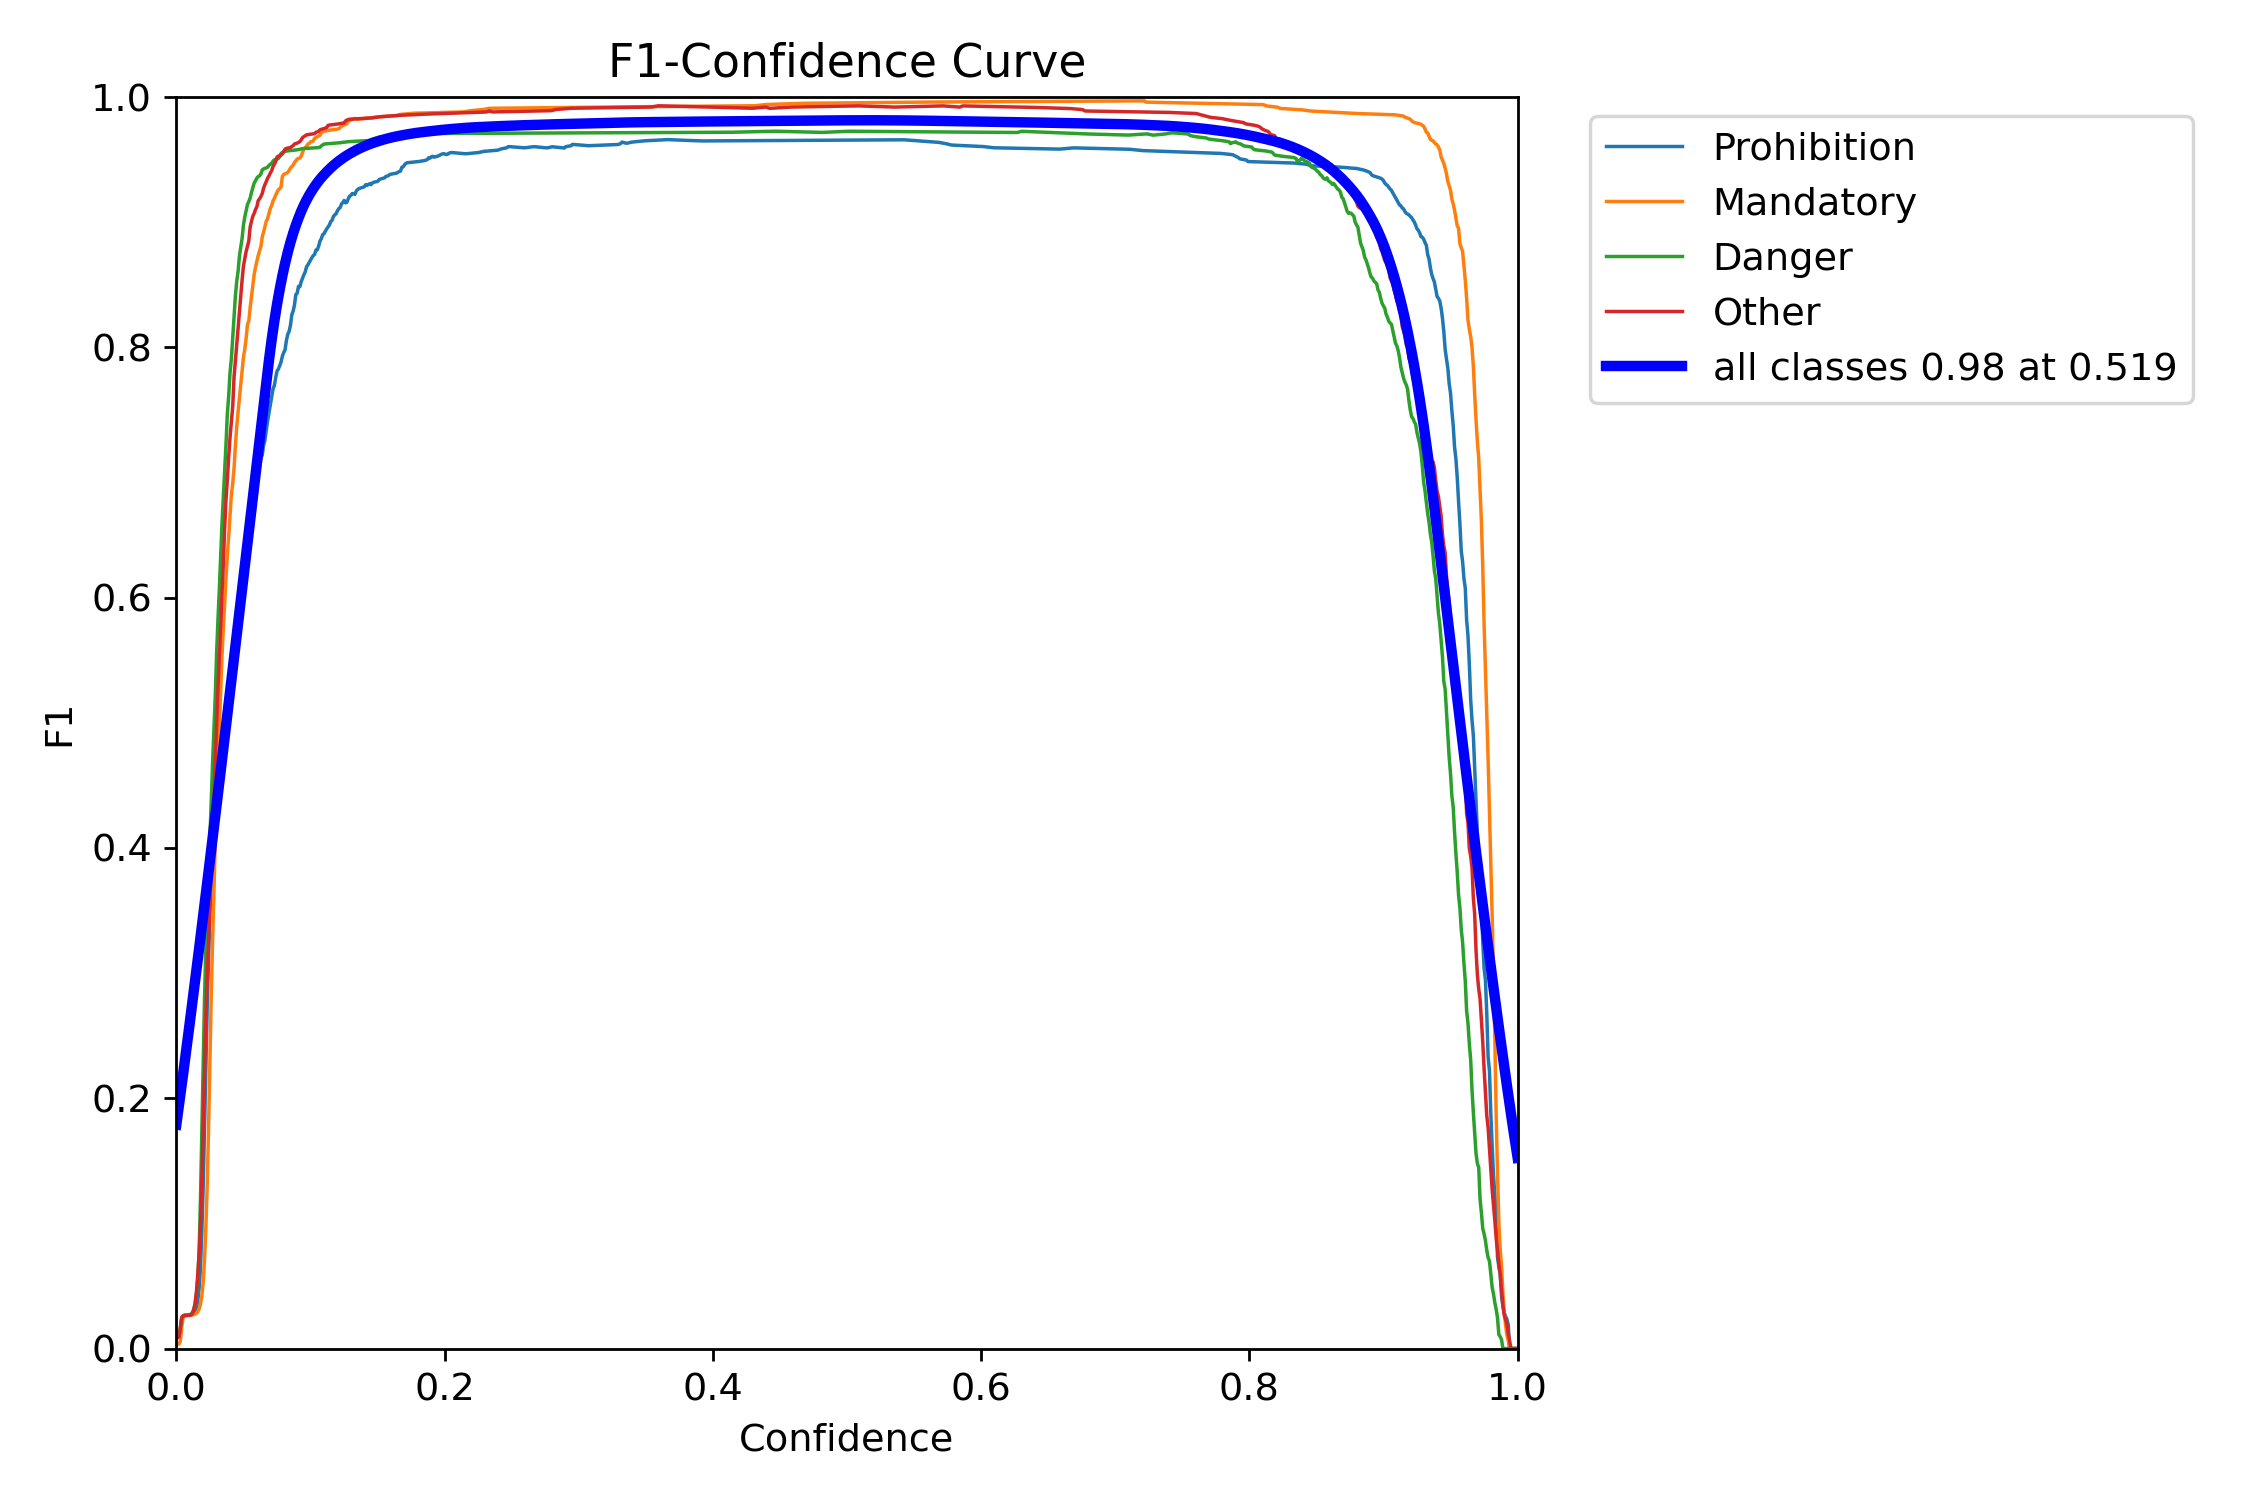 F1-Confidence Curve
1.0
0.8
0.6
0.4
0.2
0.0
F1
0.0 0.2 0.4 0.6 0.8 1.0
Confidence
Prohibition
Mandatory
Danger
Other
all classes 0.98 at 0.519